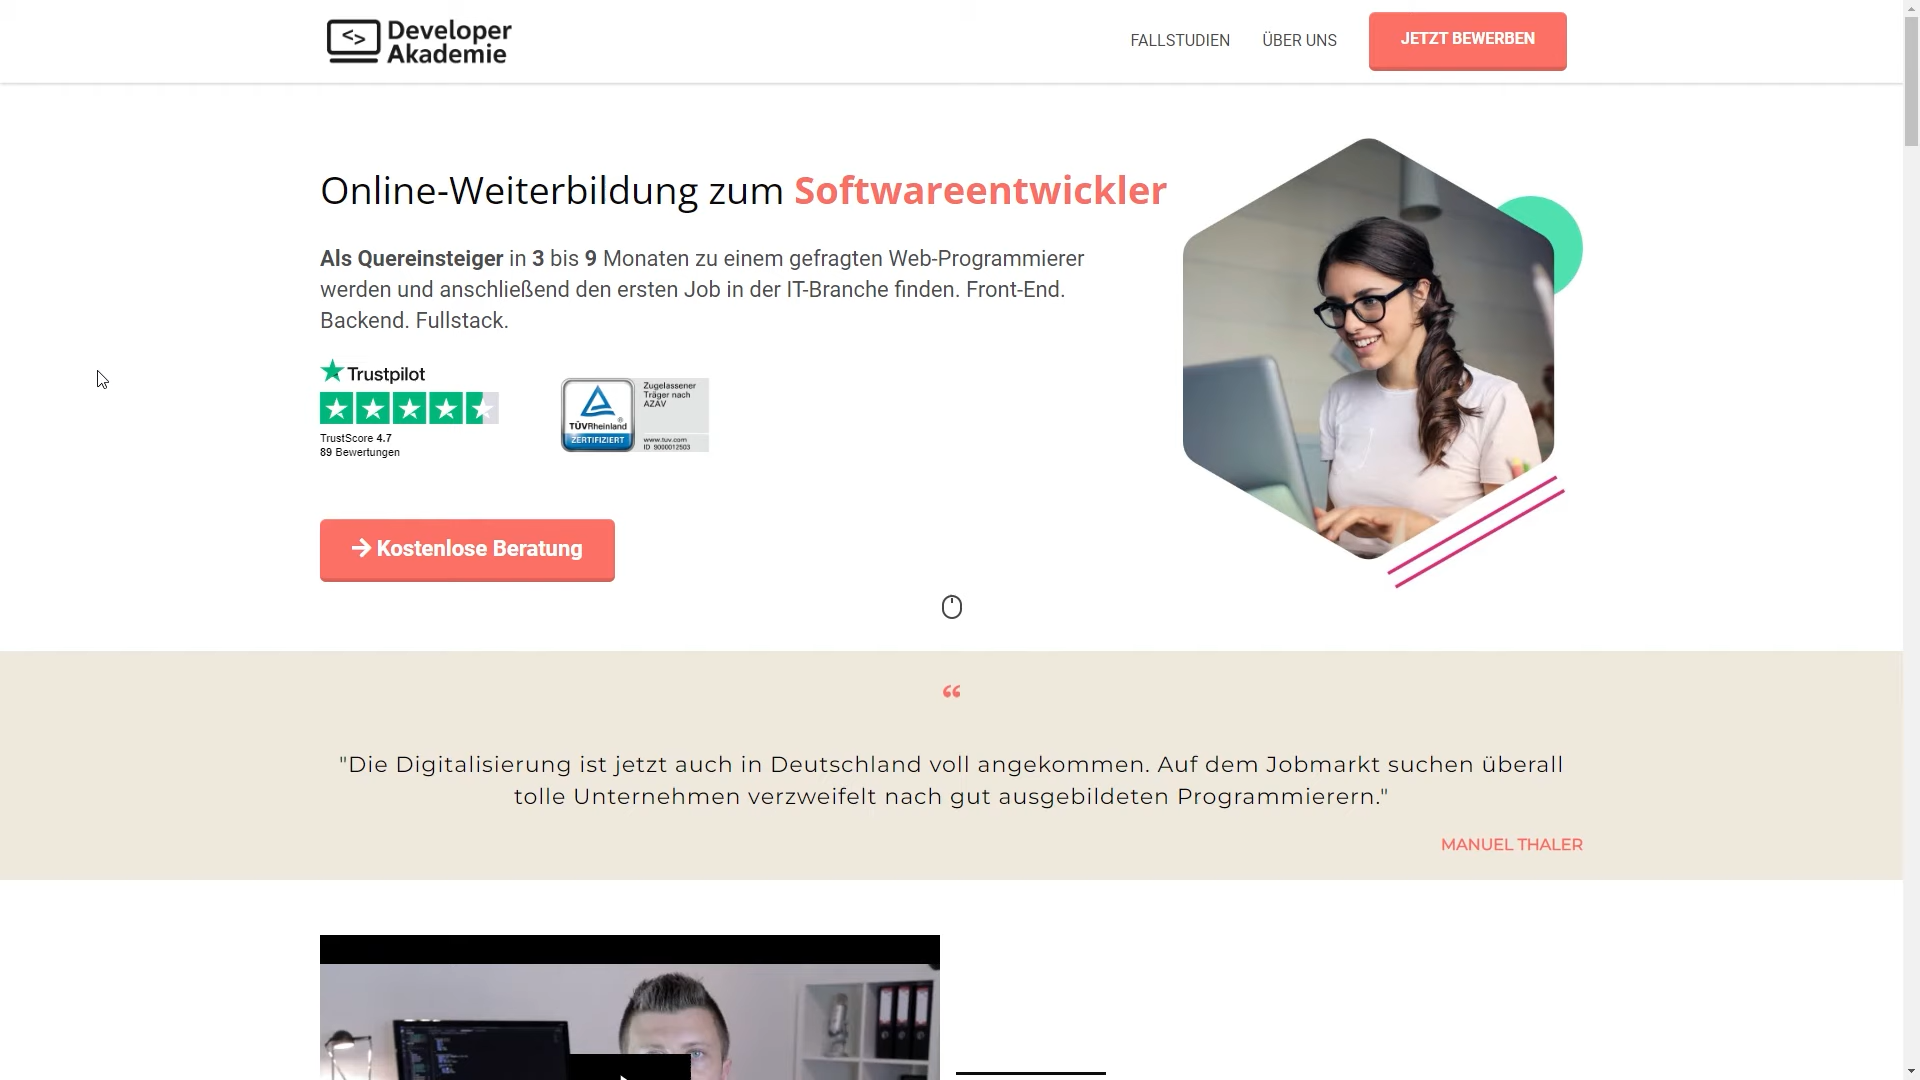 <> Developer
Akademie
FALLSTUDIEN
ÜBER UNS
JETZT BEWERBEN
Online-Weiterbildung zum Softwareentwickler
Als Quereinsteiger in 3 bis 9 Monaten zu einem gefragten Web-Programmierer
werden und anschließend den ersten Job in der IT-Branche finden. Front-End.
Backend. Fullstack.
Trustpilot
TrustScore 4.7
89 Bewertungen
TÜVRheinland®
ZERTIFIZIERT
Zugelassener
Träger nach
AZAV
www.tuv.com
ID 9000012503
Kostenlose Beratung
“
"Die Digitalisierung ist jetzt auch in Deutschland voll angekommen. Auf dem Jobmarkt suchen überall
tolle Unternehmen verzweifelt nach gut ausgebildeten Programmierern."
MANUEL THALER